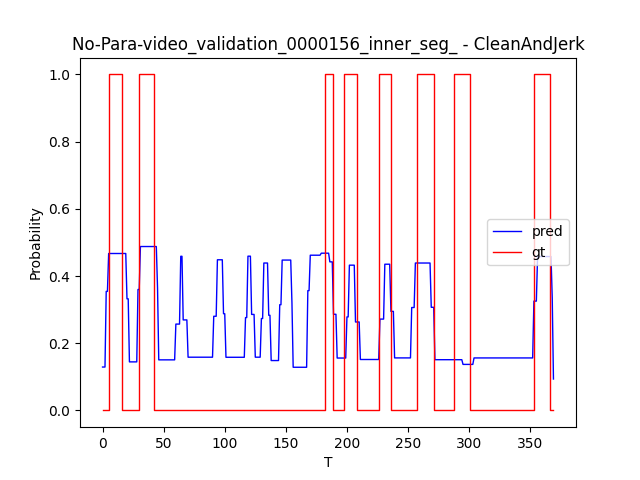 No-Para-video_validation_0000156_inner_seg_ - CleanAndJerk
1.0
0.8
0.6
0.4
0.2
0.0
Probability
pred
gt
0 50 100 150 200 250 300 350
T